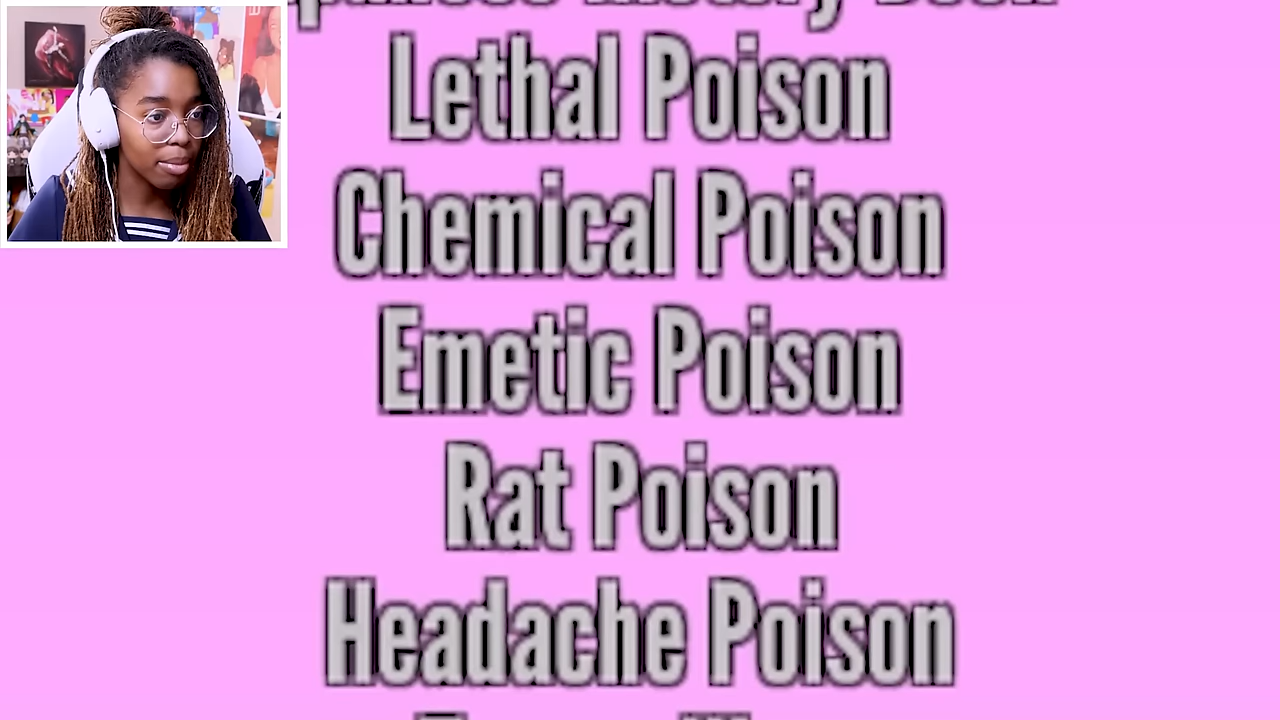 Lethal Poison
Chemical Poison
Emetic Poison
Rat Poison
Headache Poison